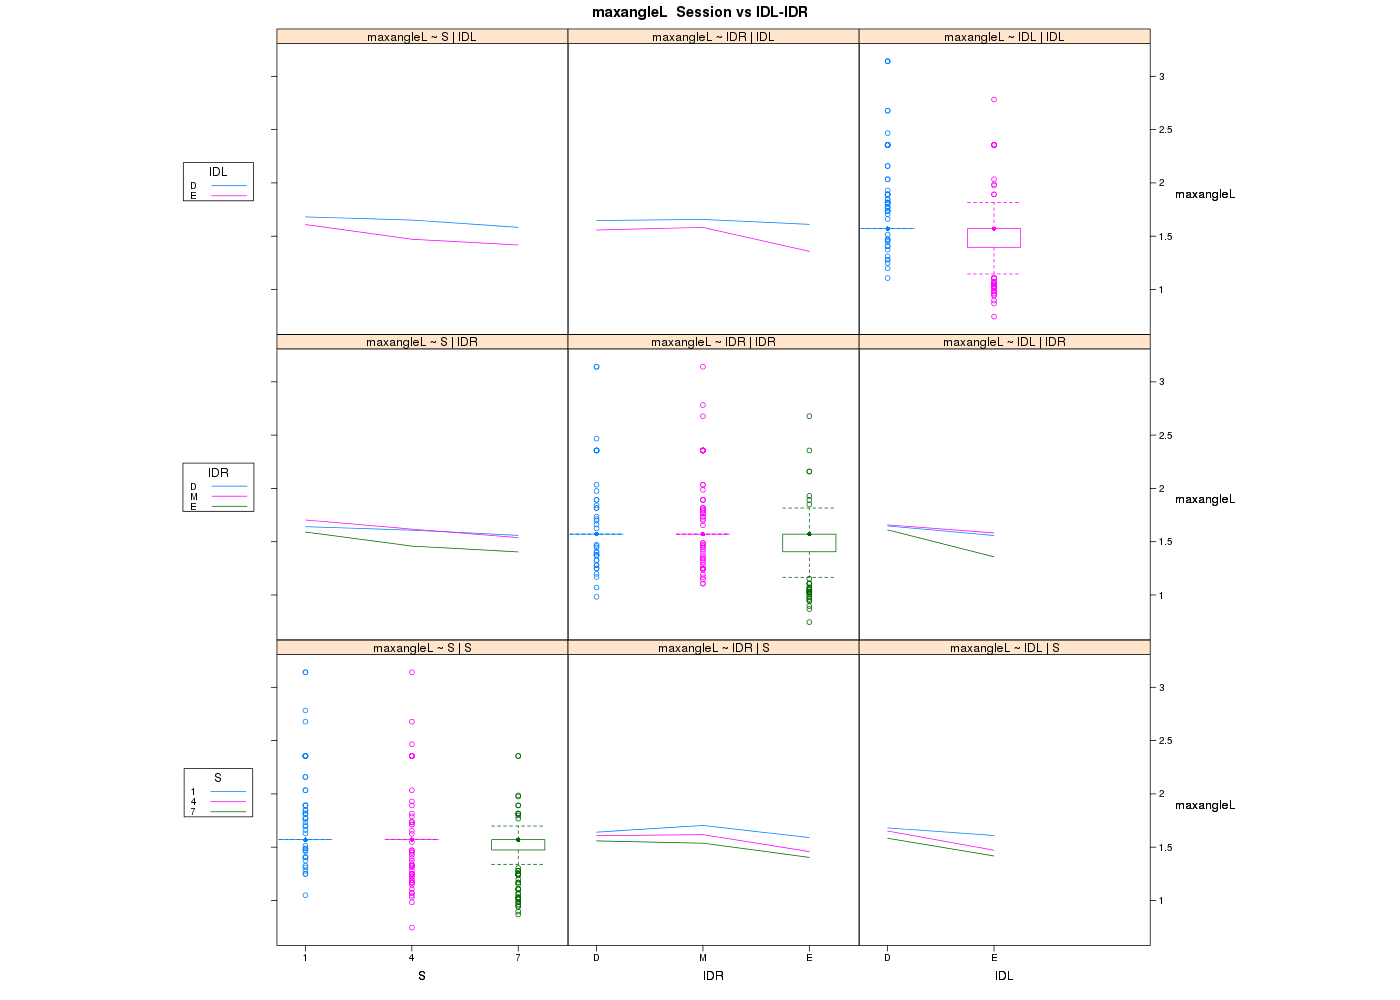 maxangleL  Session vs IDL-IDR
maxangleL ~ S | IDL
maxangleL ~ IDR | IDL
maxangleL ~ IDL | IDL
3
2.5
2
1.5
1
maxangleL
IDL
D
E
maxangleL ~ S | IDR
maxangleL ~ IDR | IDR
maxangleL ~ IDL | IDR
3
2.5
2
1.5
1
maxangleL
IDR
D
M
E
maxangleL ~ S | S
maxangleL ~ IDR | S
maxangleL ~ IDL | S
3
2.5
2
1.5
1
maxangleL
S
1
4
7
1 4 7 D M E D E
S IDR IDL